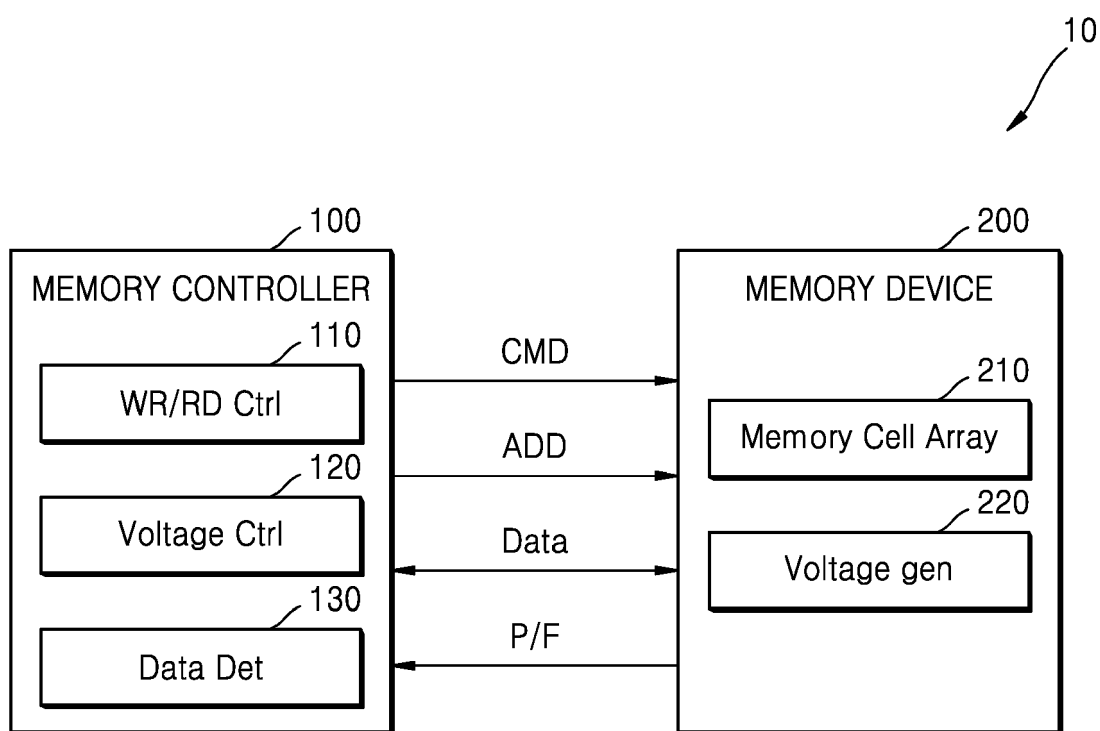 10
100
200
MEMORY CONTROLLER
MEMORY DEVICE
110
WR/RD Ctrl
CMD
210
Memory Cell Array
ADD
120
Voltage Ctrl
Data
220
Voltage gen
130
Data Det
P/F